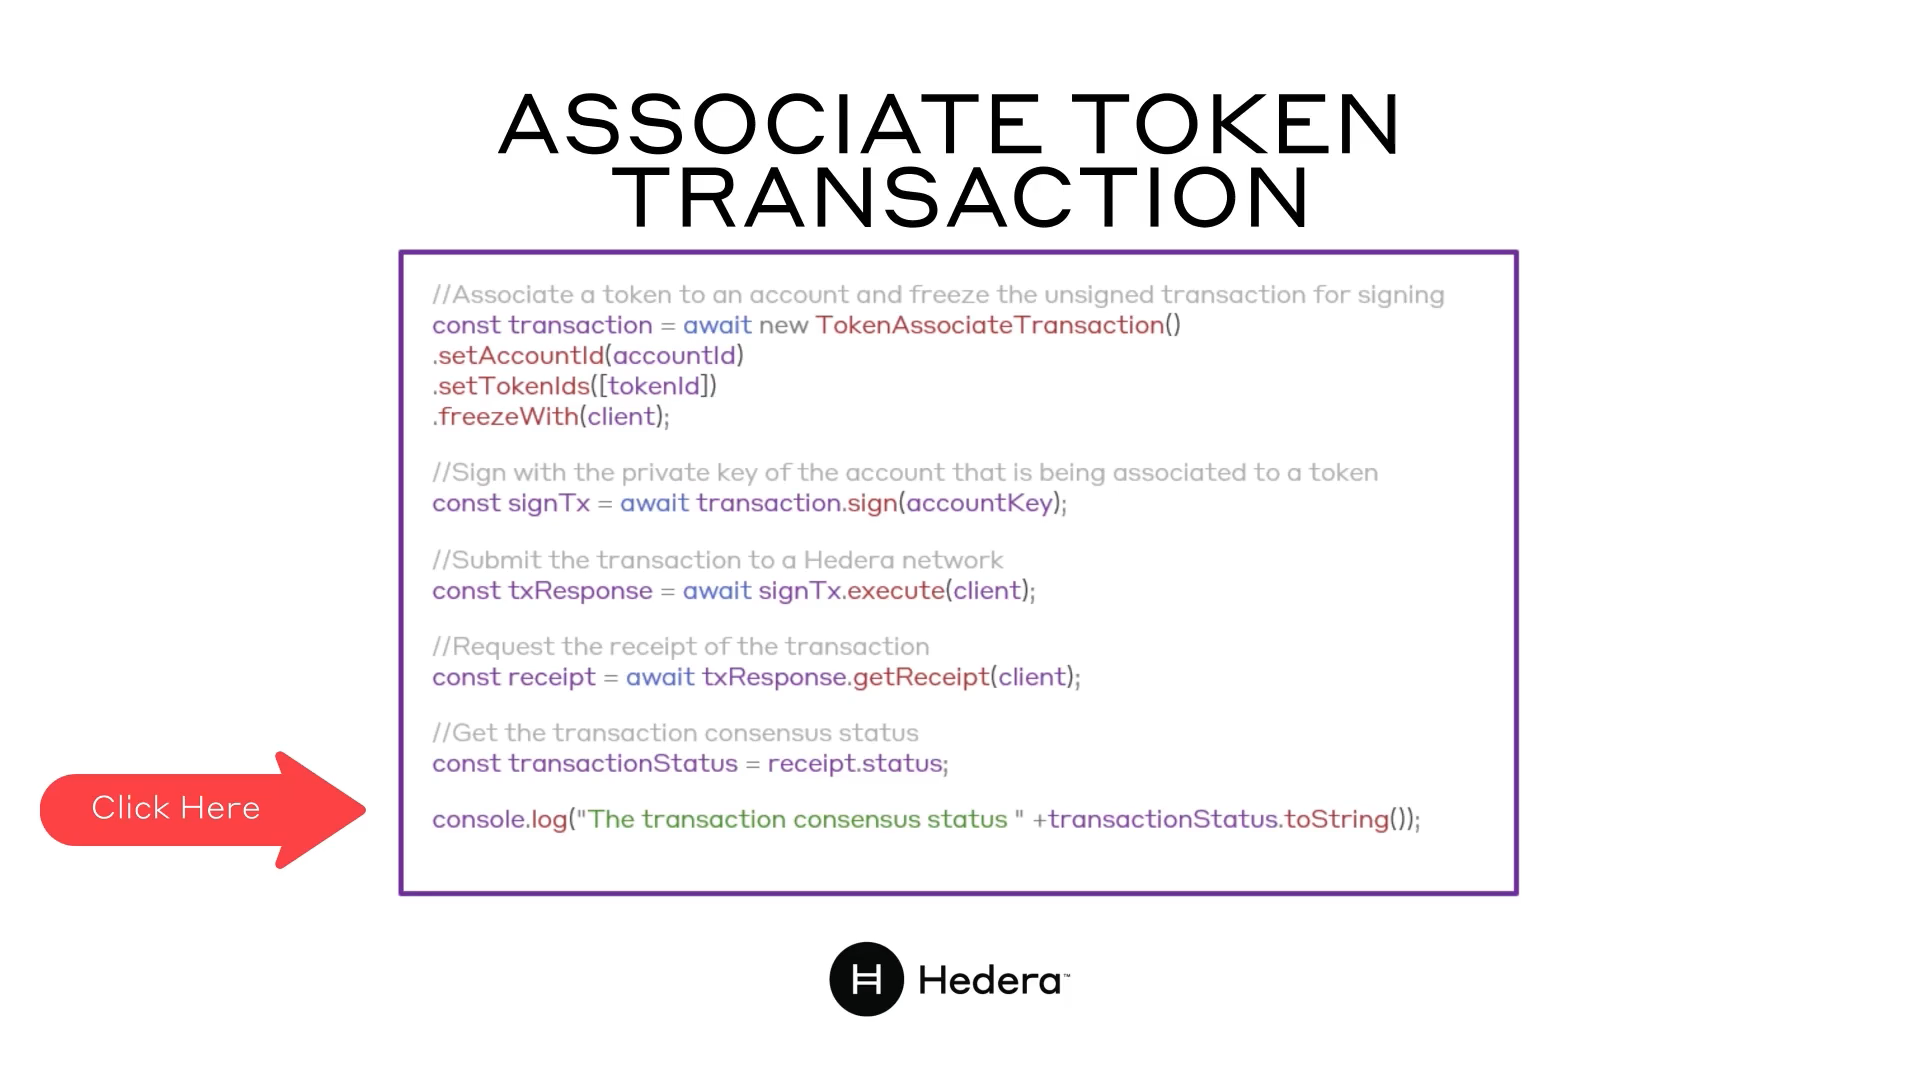 ASSOCIATE TOKEN
TRANSACTION
//Associate a token to an account and freeze the unsigned transaction for signing
const transaction = await new TokenAssociateTransaction()
.setAccountId(accountId)
.setTokenIds([tokenId])
.freezeWith(client);
//Sign with the private key of the account that is being associated to a token
const signTx = await transaction.sign(accountKey);
//Submit the transaction to a Hedera network
const txResponse = await signTx.execute(client);
//Request the receipt of the transaction
const receipt = await txResponse.getReceipt(client);
//Get the transaction consensus status
const transactionStatus = receipt.status;
Click Here
console.log("The transaction consensus status " +transactionStatus.toString());
H Hedera™